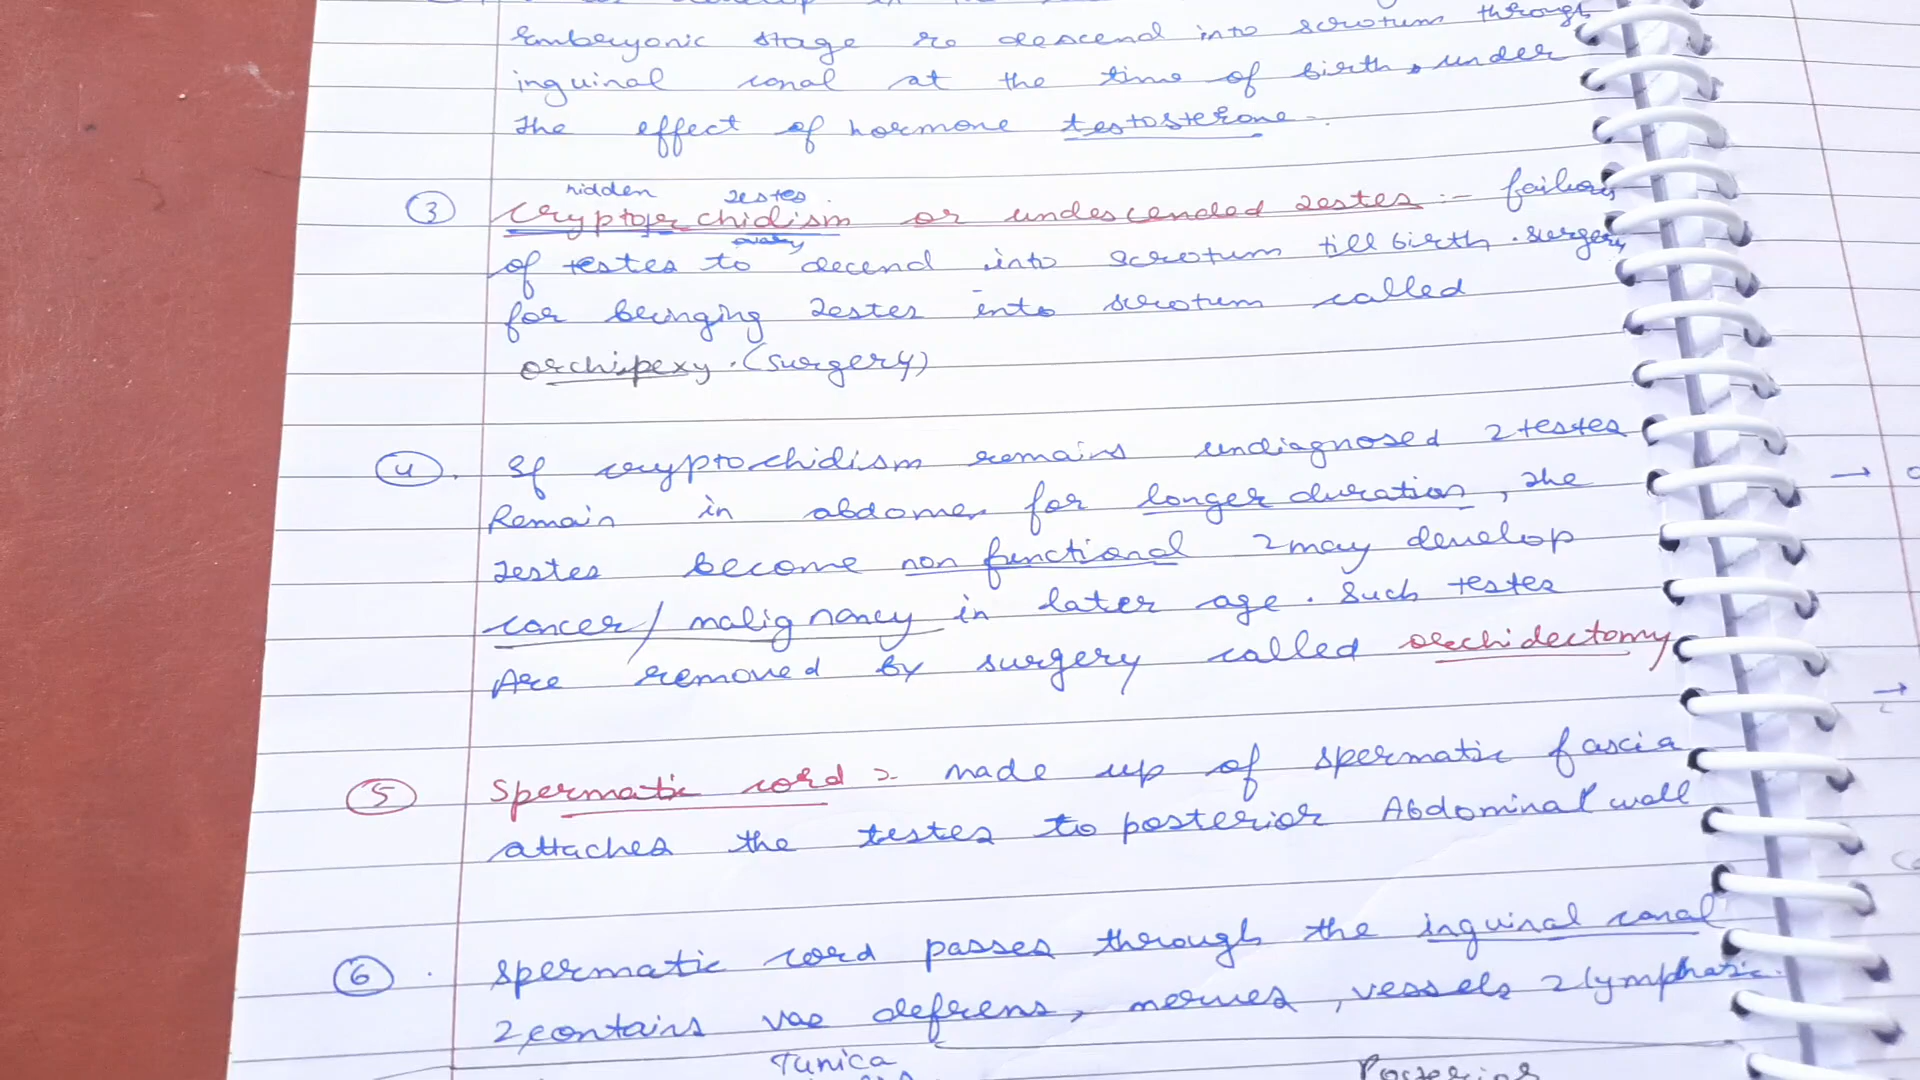 Embryonic stage & descend into scrotum through
inguinal canal at the time of birth, under
the effect of hormone testosterone.
hidden testes
③ Cryptorchidism or undescended testes :- failure
ovary
of testes to decend into scrotum till birth. surgery
for bringing testes into scrotum called
orchipexy. (surgery)
④. If cryptochidism remains undiagnosed & testes
Remain in abdomen for longer duration, the
testes become non functional & may develop
cancer/malignancy in later age. Such testes
Are removed by surgery called orchidectomy
⑤ Spermatic cord = made up of spermatic fascia
attaches the testes to posterior Abdominal wall
⑥. Spermatic cord passes through the inguinal canal
& contains vas defrens, nerves, vessels & lymphatic.
Tunica
Posterior